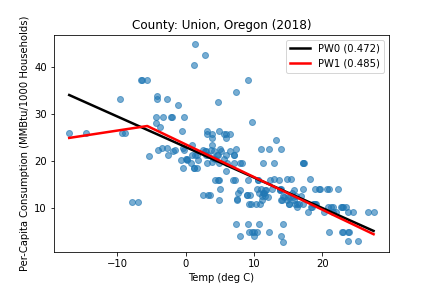 County: Union, Oregon (2018)
PW0 (0.472)
PW1 (0.485)
Per-Capita Consumption (MMBtu/1000 Households)
40
30
20
10
−10
0
10
20
Temp (deg C)